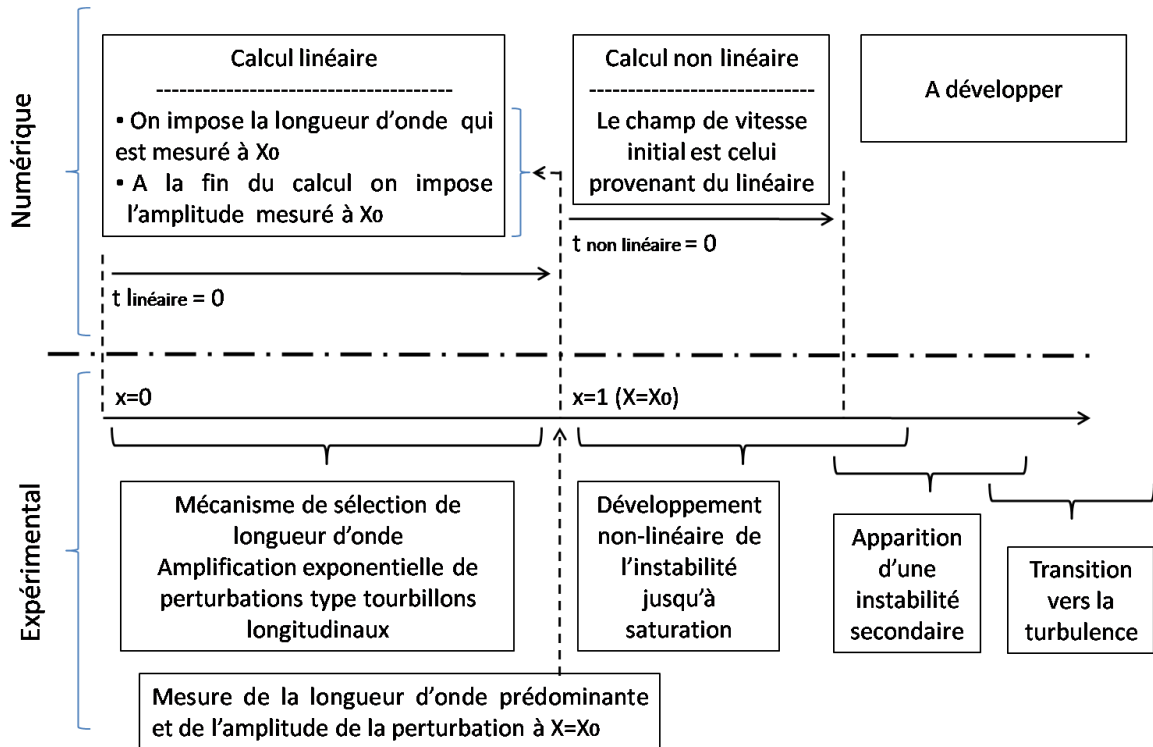 Numérique
Calcul linéaire
------------------------------------
▪ On impose la longueur d'onde qui
est mesuré à X0
▪ A la fin du calcul on impose
l'amplitude mesuré à X0
t linéaire = 0
Calcul non linéaire
----------------------------
Le champ de vitesse
initial est celui
provenant du linéaire
t non linéaire = 0
A développer
Expérimental
x=0
x=1 (X=X0)
Mécanisme de sélection de
longueur d'onde
Amplification exponentielle de
perturbations type tourbillons
longitudinaux
Développement
non-linéaire de
l'instabilité
jusqu'à
saturation
Apparition
d'une
instabilité
secondaire
Transition
vers la
turbulence
Mesure de la longueur d'onde prédominante
et de l'amplitude de la perturbation à X=X0